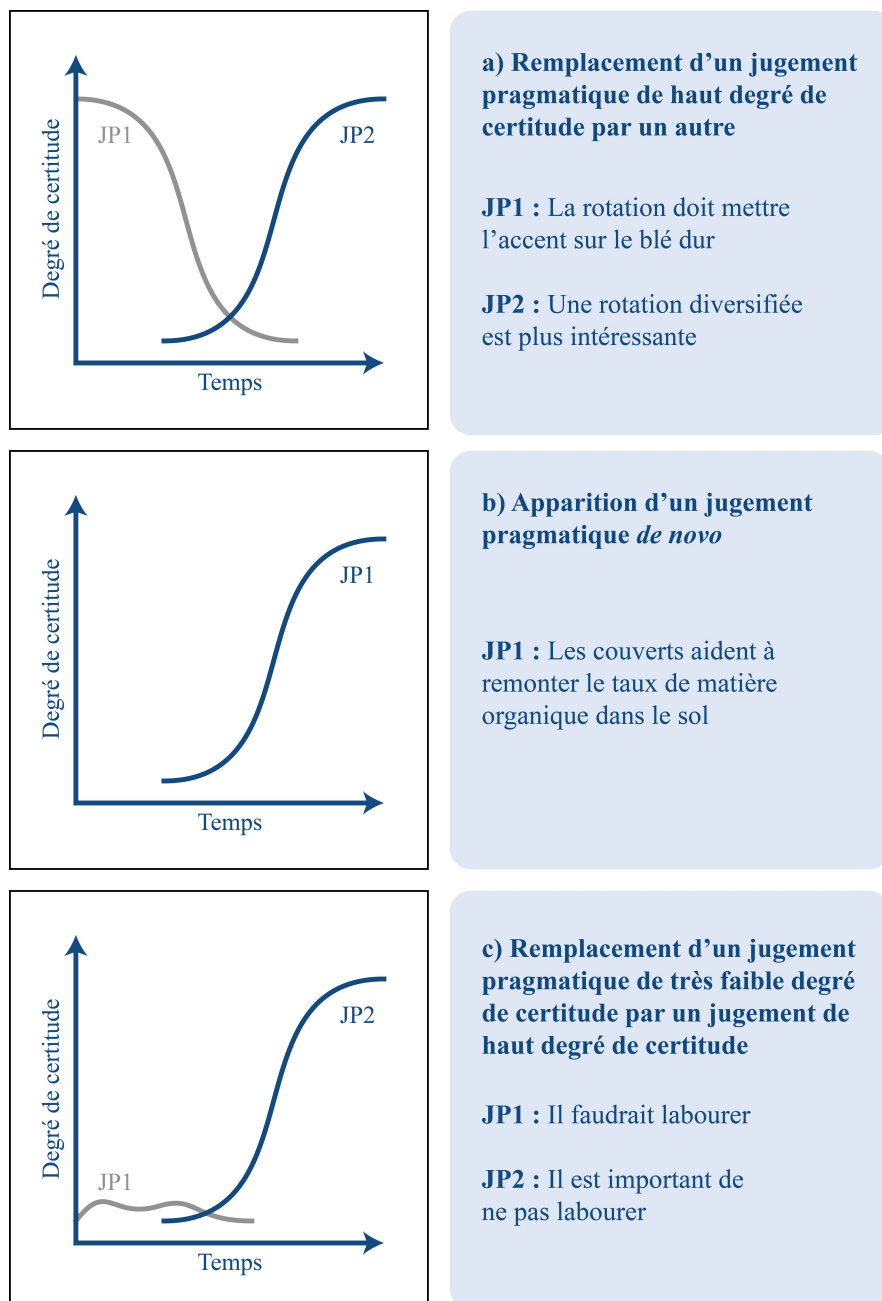 Degré de certitude
JP1
JP2
Temps
a) Remplacement d’un jugement
pragmatique de haut degré de
certitude par un autre
JP1 : La rotation doit mettre
l’accent sur le blé dur
JP2 : Une rotation diversifiée
est plus intéressante
Degré de certitude
JP1
Temps
b) Apparition d’un jugement
pragmatique de novo
JP1 : Les couverts aident à
remonter le taux de matière
organique dans le sol
Degré de certitude
JP1
JP2
Temps
c) Remplacement d’un jugement
pragmatique de très faible degré
de certitude par un jugement de
haut degré de certitude
JP1 : Il faudrait labourer
JP2 : Il est important de
ne pas labourer